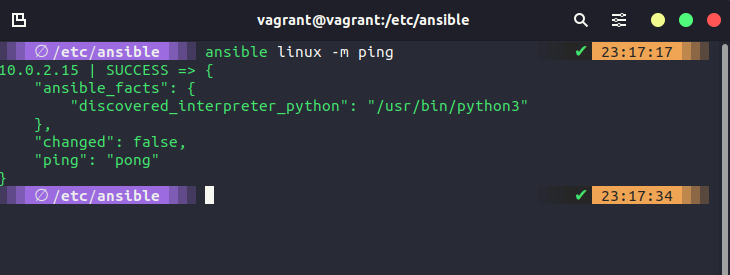 vagrant@vagrant:/etc/ansible
∅ /etc/ansible ansible linux -m ping ✔ 23:17:17
10.0.2.15 | SUCCESS => {
    "ansible_facts": {
        "discovered_interpreter_python": "/usr/bin/python3"
    },
    "changed": false,
    "ping": "pong"
}
∅ /etc/ansible ✔ 23:17:34